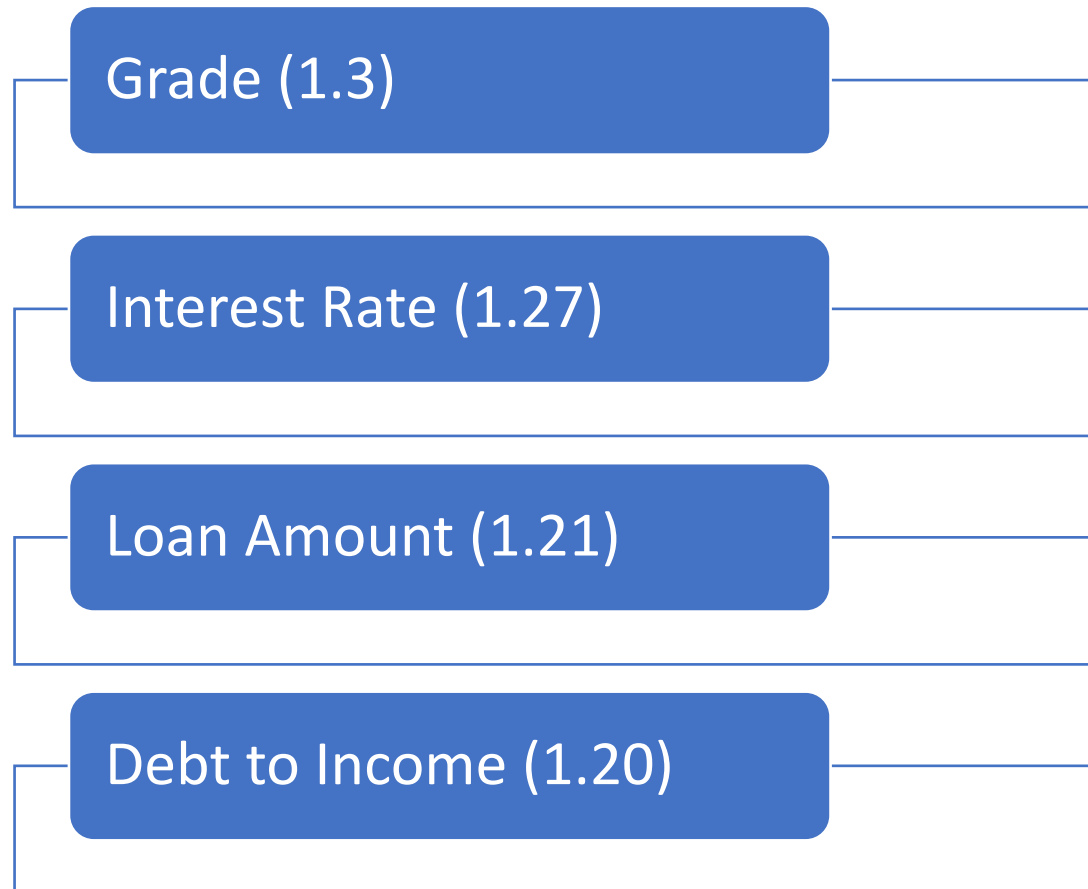 Grade (1.3)
Interest Rate (1.27)
Loan Amount (1.21)
Debt to Income (1.20)